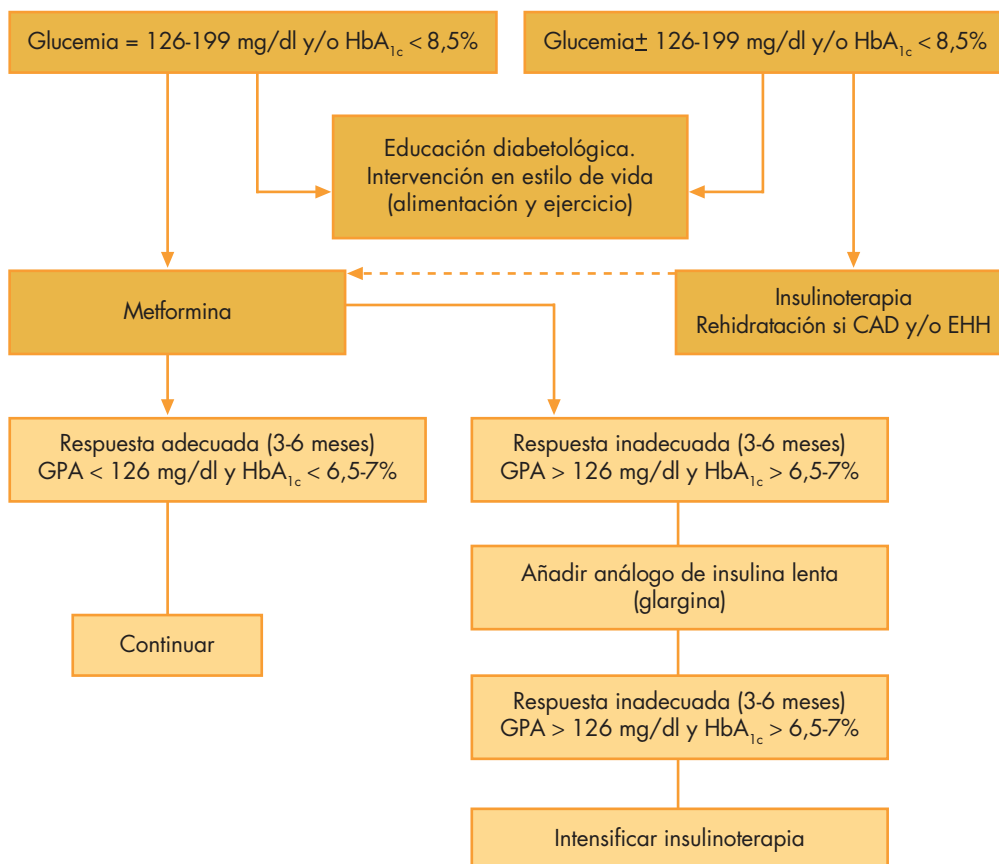 Glucemia = 126-199 mg/dl y/o HbA1c < 8,5%
Glucemia± 126-199 mg/dl y/o HbA1c < 8,5%
Educación diabetológica.
Intervención en estilo de vida
(alimentación y ejercicio)
Metformina
Insulinoterapia
Rehidratación si CAD y/o EHH
Respuesta adecuada (3-6 meses)
GPA < 126 mg/dl y HbA1c < 6,5-7%
Respuesta inadecuada (3-6 meses)
GPA > 126 mg/dl y HbA1c > 6,5-7%
Añadir análogo de insulina lenta
(glargina)
Continuar
Respuesta inadecuada (3-6 meses)
GPA > 126 mg/dl y HbA1c > 6,5-7%
Intensificar insulinoterapia